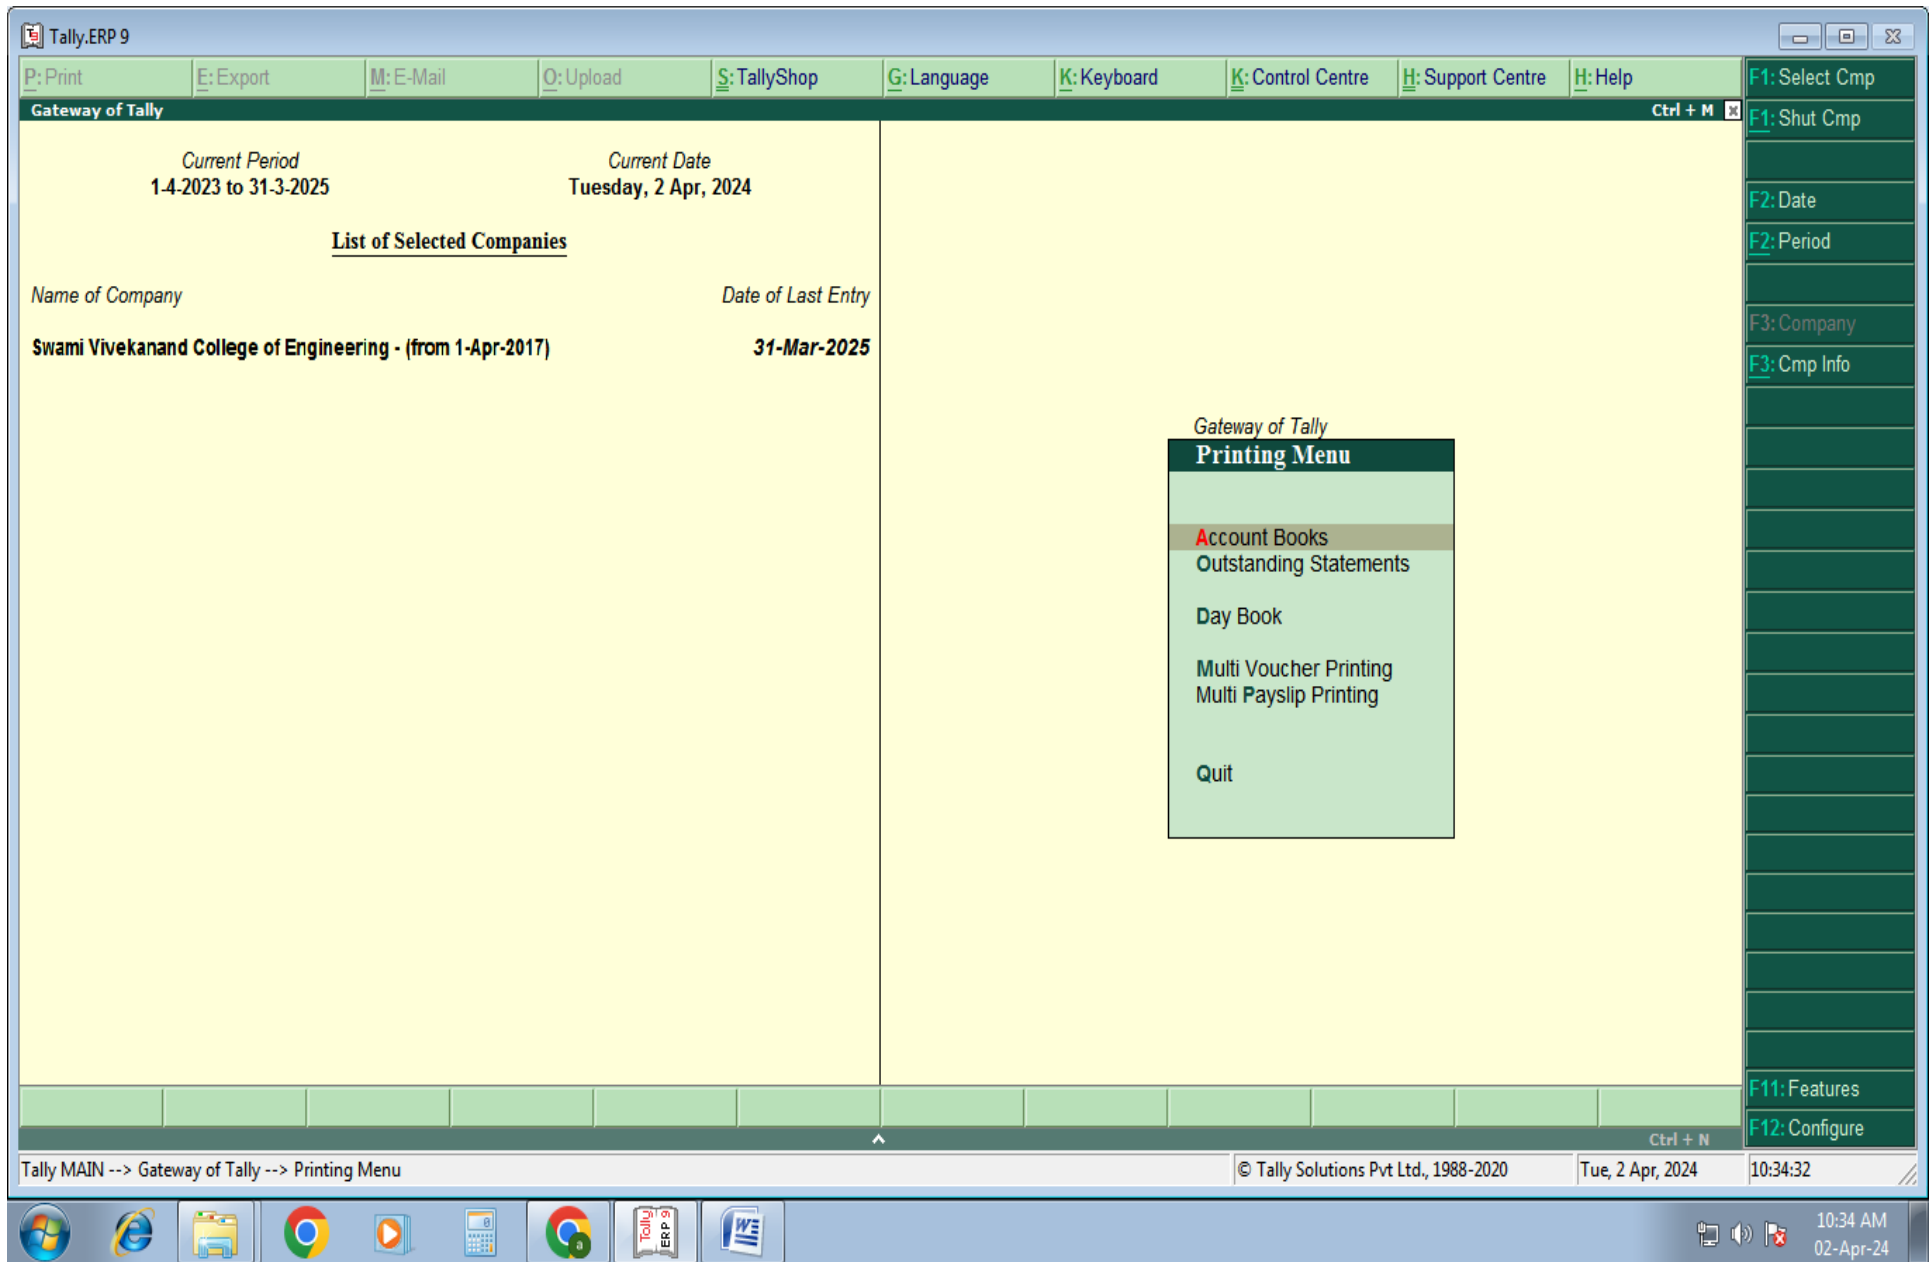 Tally.ERP 9
P: Print E: Export M: E-Mail O: Upload S: TallyShop G: Language K: Keyboard K: Control Centre H: Support Centre H: Help
Gateway of Tally Ctrl + M
Current Period Current Date
1-4-2023 to 31-3-2025 Tuesday, 2 Apr, 2024
List of Selected Companies
Name of Company Date of Last Entry
Swami Vivekanand College of Engineering - (from 1-Apr-2017) 31-Mar-2025
Gateway of Tally
Printing Menu
Account Books
Outstanding Statements
Day Book
Multi Voucher Printing
Multi Payslip Printing
Quit
F1: Select Cmp
F1: Shut Cmp
F2: Date
F2: Period
F3: Company
F3: Cmp Info
F11: Features
F12: Configure
Ctrl + N
Tally MAIN --> Gateway of Tally --> Printing Menu © Tally Solutions Pvt Ltd., 1988-2020 Tue, 2 Apr, 2024 10:34:32
Tally
ERP 9
10:34 AM
02-Apr-24